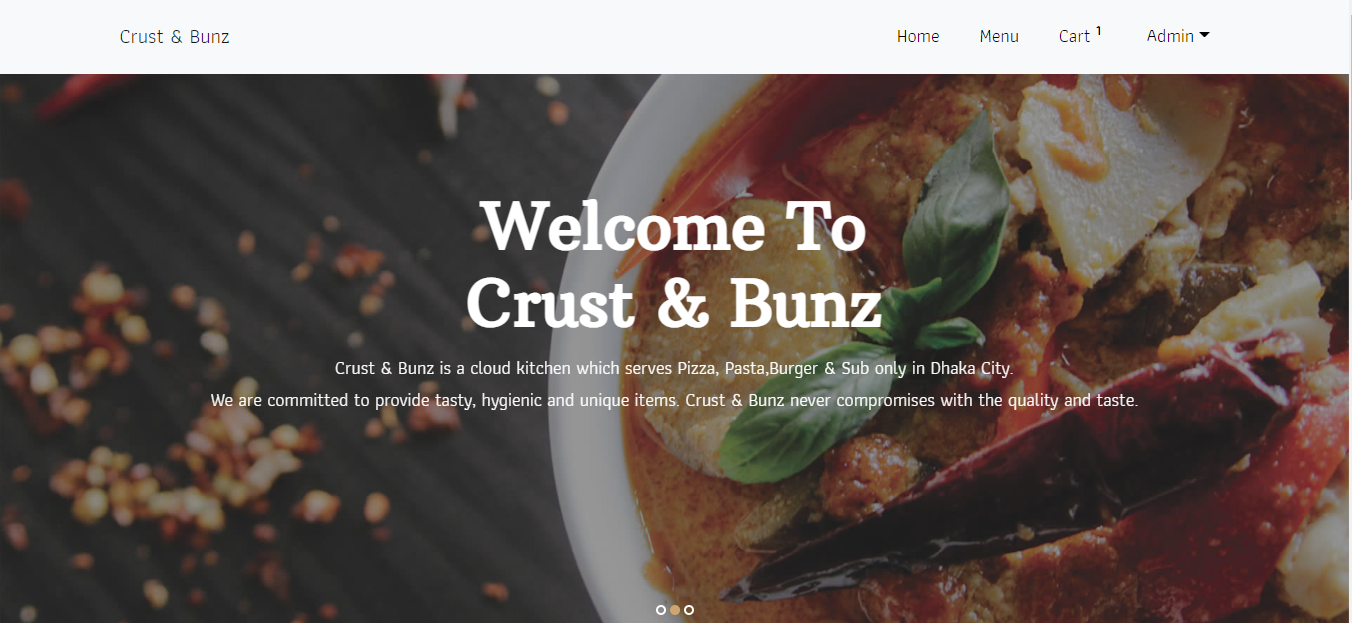 Crust & Bunz
Home Menu Cart 1 Admin
Welcome To
Crust & Bunz
Crust & Bunz is a cloud kitchen which serves Pizza, Pasta,Burger & Sub only in Dhaka City.
We are committed to provide tasty, hygienic and unique items. Crust & Bunz never compromises with the quality and taste.